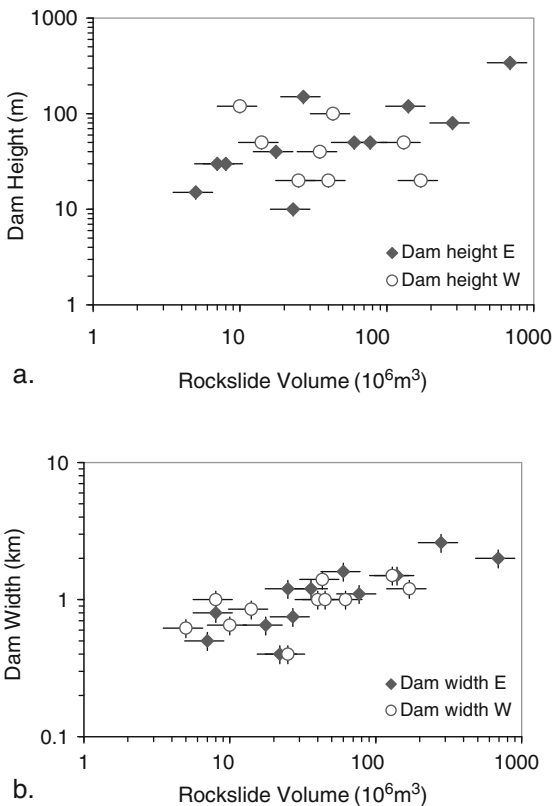 1000
100
10
1
Dam Height (m)
Dam height E
Dam height W
1 10 100 1000
Rockslide Volume (10⁶m³)
a.
10
1
0.1
Dam Width (km)
Dam width E
Dam width W
1 10 100 1000
Rockslide Volume (10⁶m³)
b.